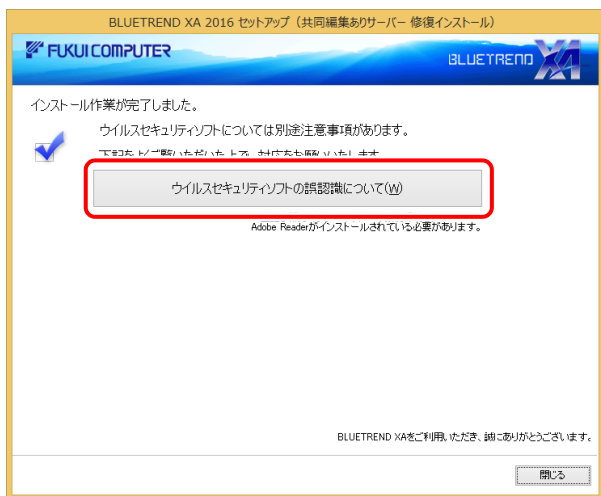 BLUETREND XA 2016 セットアップ（共同編集ありサーバー 修復インストール）
FUKUI COMPUTER
BLUETREND XA
インストール作業が完了しました。
ウイルスセキュリティソフトについては別途注意事項があります。
ウイルスセキュリティソフトの誤認識について(W)
Adobe Readerがインストールされている必要があります。
BLUETREND XAをご利用いただき、誠にありがとうございます。
閉じる